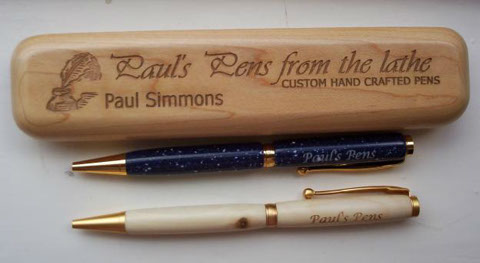 Paul's Pens from the lathe
CUSTOM HAND CRAFTED PENS
Paul Simmons
Paul's Pens
Paul's Pens